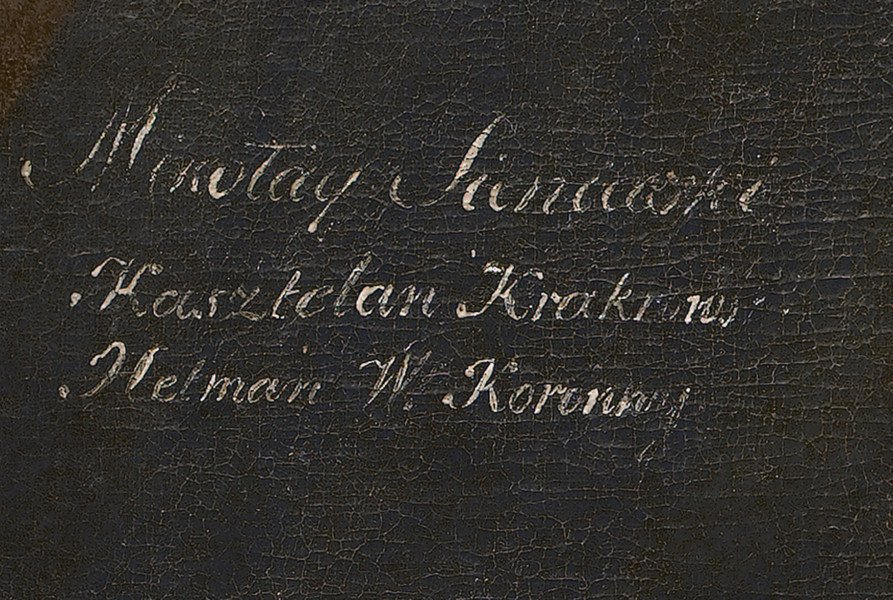 Mikołay Sieniawski
Kasztelan Krakows
Hetman W. Koronny